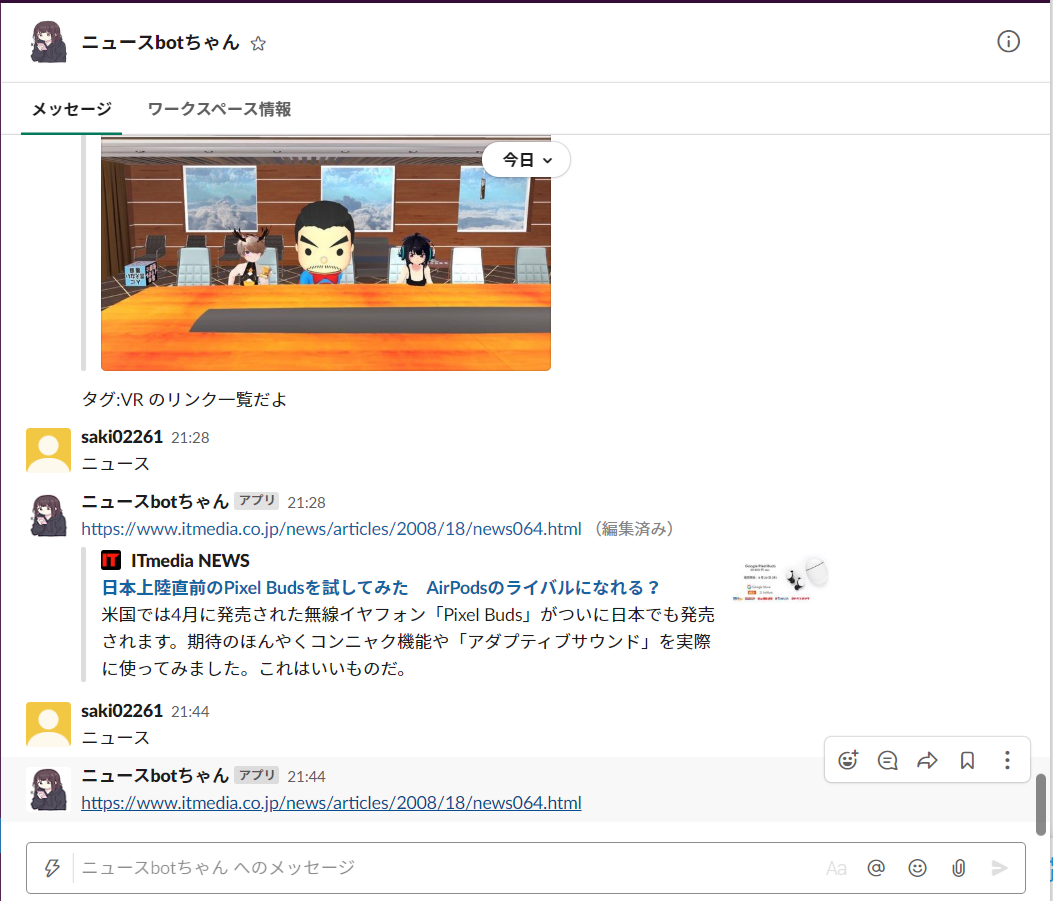 ニュースbotちゃん
メッセージ
ワークスペース情報
今日
タグ:VR のリンク一覧だよ
saki02261 21:28
ニュース
ニュースbotちゃん アプリ 21:28
https://www.itmedia.co.jp/news/articles/2008/18/news064.html （編集済み）
IT ITmedia NEWS
日本上陸直前のPixel Budsを試してみた　AirPodsのライバルになれる？
米国では4月に発売された無線イヤフォン「Pixel Buds」がついに日本でも発売
されます。期待のほんやくコンニャク機能や「アダプティブサウンド」を実際
に使ってみました。これはいいものだ。
Google Pixel Buds
saki02261 21:44
ニュース
ニュースbotちゃん アプリ 21:44
https://www.itmedia.co.jp/news/articles/2008/18/news064.html
ニュースbotちゃん へのメッセージ
Aa